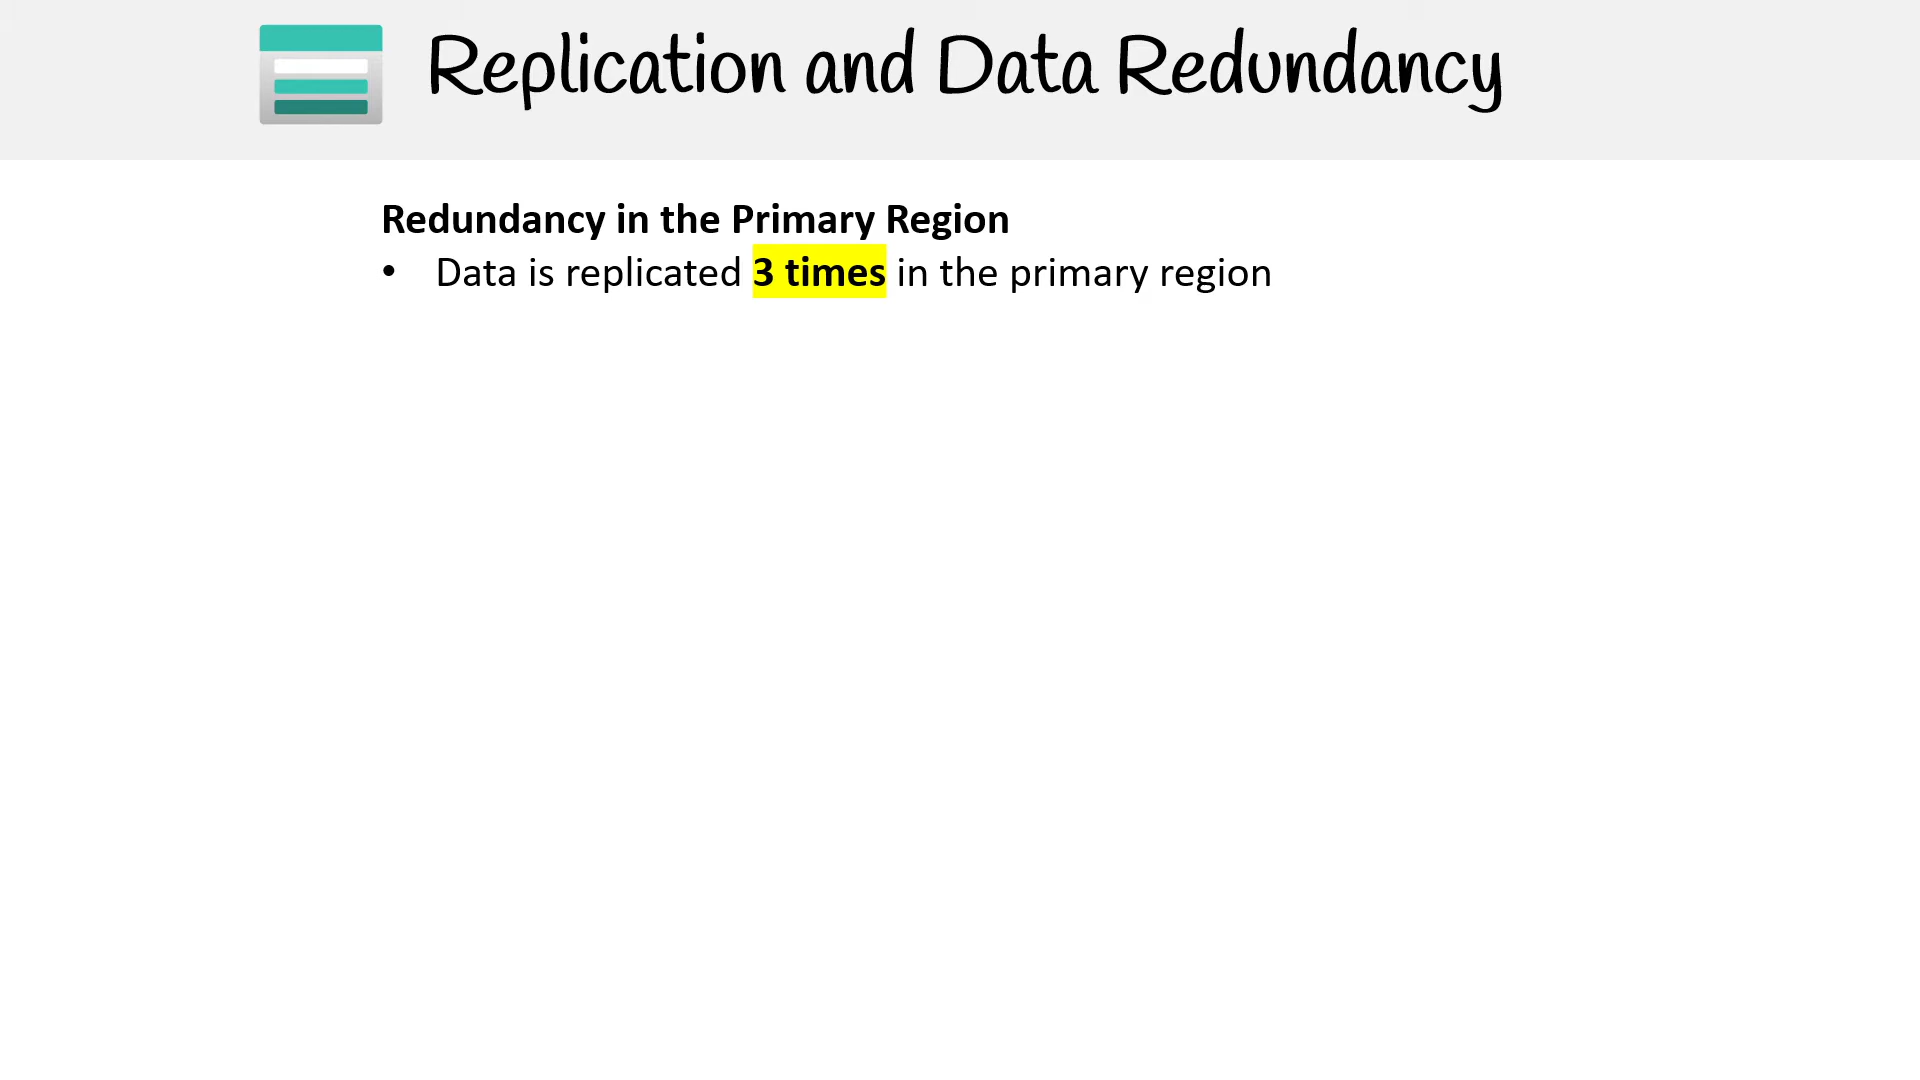 Replication and Data Redundancy
Redundancy in the Primary Region
• Data is replicated 3 times in the primary region